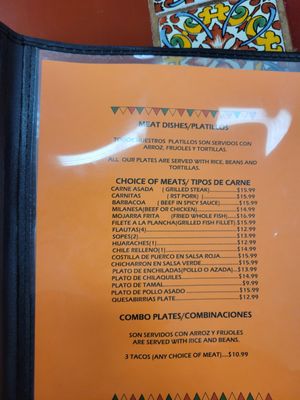 MEAT DISHES/PLATILLOS
TODOS NUESTROS PLATILLOS SON SERVIDOS CON
ARROZ, FRIJOLES Y TORTILLAS.
ALL OUR PLATES ARE SERVED WITH RICE, BEANS AND
TORTILLAS.
CHOICE OF MEATS/ TIPOS DE CARNE
CARNE ASADA ( GRILLED STEAK)...................$15.99
CARNITAS ( RST PORK )....................$15.99
BARBACOA ( BEEF IN SPICY SAUCE)......$15.99
MILANESA(BEEF OR CHICKEN)...................$14.99
MOJARRA FRITA (FRIED WHOLE FISH).....$16.99
FILETE A LA PLANCHA(GRILLED FISH FILLET).$15.99
FLAUTAS(4)...................................$12.99
SOPES(2)......................................$13.99
HUARACHES(1)...............................$12.99
CHILE RELLENO(1)...........................$14.99
COSTILLA DE PUERCO EN SALSA ROJA......$15.99
CHICHARRON EN SALSA VERDE..............$15.99
PLATO DE ENCHILADAS(POLLO O AZADA)..$13.99
PLATO DE CHILAQUILES......................$14.99
PLATO DE TAMAL..............................$9.99
PLATO DE POLLO ASADO.....................$15.99
QUESABIRRIAS PLATE.........................$12.99
COMBO PLATES/COMBINACIONES
SON SERVIDOS CON ARROZ Y FRIJOLES
ARE SERVED WITH RICE AND BEANS.
3 TACOS (ANY CHOICE OF MEAT)....$10.99